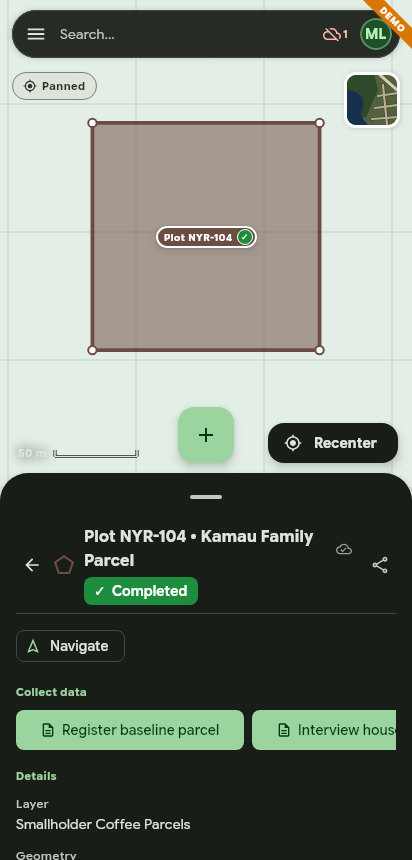 Search...
1
ML
DEMO
Panned
Plot NYR-104 ✓
50 m
+
Recenter
Plot NYR-104 • Kamau Family
Parcel
✓ Completed
Navigate
Collect data
Register baseline parcel
Interview
Details
Layer
Smallholder Coffee Parcels
Geometry